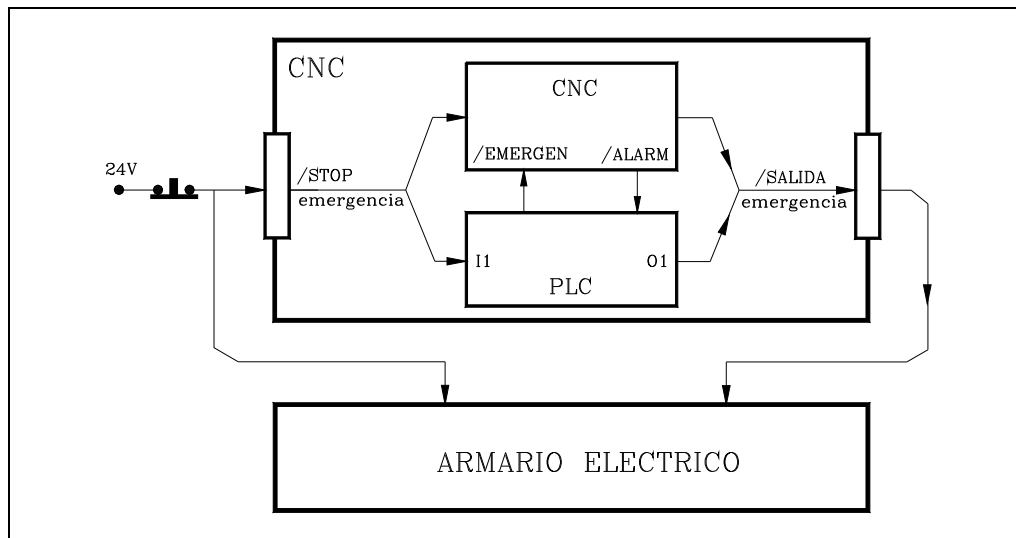 CNC
CNC
/EMERGEN
/ALARM
24V
/STOP
emergencia
/SALIDA
emergencia
I1
O1
PLC
ARMARIO ELECTRICO